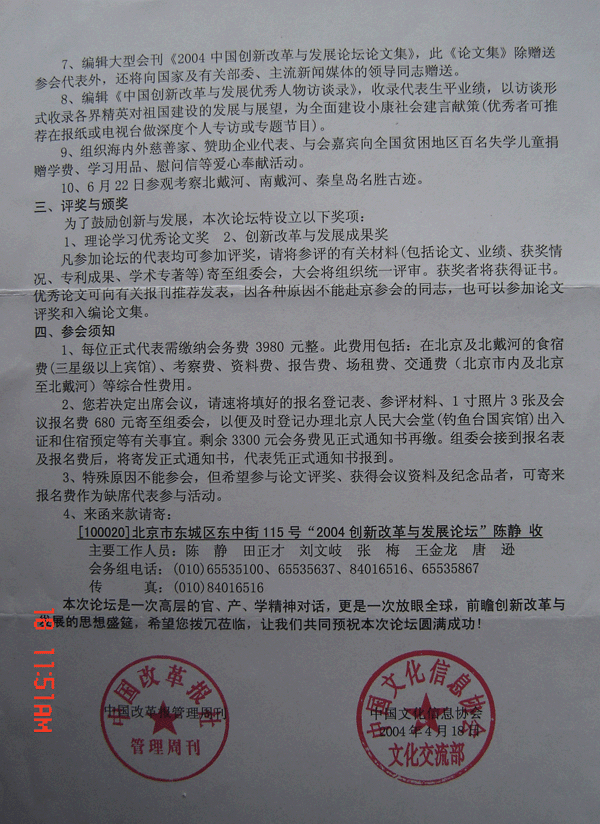 7、编辑大型会刊《2004 中国创新改革与发展论坛论文集》，此《论文集》除赠送
参会代表外，还将向国家及有关部委、主流新闻媒体的领导同志赠送。
8、编辑《中国创新改革与发展优秀人物访谈录》，收录代表生平业绩，以访谈形
式收录各界精英对祖国建设的发展与展望，为全面建设小康社会建言献策(优秀者可推
荐在报纸或电视台做深度个人专访或专题节目)。
9、组织海内外慈善家、赞助企业代表、与会嘉宾向全国贫困地区百名失学儿童捐
赠学费、学习用品、慰问信等爱心奉献活动。
10、6 月 22 日参观考察北戴河、南戴河、秦皇岛名胜古迹。
三、评奖与颁奖
为了鼓励创新与发展，本次论坛特设立以下奖项：
1、理论学习优秀论文奖 2、创新改革与发展成果奖
凡参加论坛的代表均可参加评奖，请将参评的有关材料(包括论文、业绩、获奖情
况、专利成果、学术专著等)寄至组委会，大会将组织统一评审。获奖者将获得证书。
优秀论文可向有关报刊推荐发表，因各种原因不能赴京参会的同志，也可以参加论文
评奖和入编论文集。
四、参会须知
1、每位正式代表需缴纳会务费 3980 元整。此费用包括：在北京及北戴河的食宿
费(三星级以上宾馆)、考察费、资料费、报告费、场租费、交通费（北京市内及北京
至北戴河）等综合性费用。
2、您若决定出席会议，请速将填好的报名登记表、参评材料、1 寸照片 3 张及会
议报名费 680 元寄至组委会，以便及时登记办理北京人民大会堂(钓鱼台国宾馆)出入
证和住宿预定等有关事宜。剩余 3300 元会务费见正式通知书再缴。组委会接到报名表
及报名费后，将寄发正式通知书，代表凭正式通知书报到。
3、特殊原因不能参会，但希望参与论文评奖、获得会议资料及纪念品者，可寄来
报名费作为缺席代表参与活动。
4、来函来款请寄：
[100020]北京市东城区东中街 115 号“2004 创新改革与发展论坛”陈静 收
主要工作人员：陈 静 田正才 刘文岐 张 梅 王金龙 唐 逊
会务组电话：(010)65535100、65535637、84016516、65535867
传 真：(010)84016516
本次论坛是一次高层的官、产、学精神对话，更是一次放眼全球，前瞻创新改革与
发展的思想盛筵，希望您拨冗莅临，让我们共同预祝本次论坛圆满成功！
中国改革报社
中国改革报管理周刊
管理周刊
中国文化信息协会
中国文化信息协会
2004 年 4 月 18 日
文化交流部
18 11:51AM